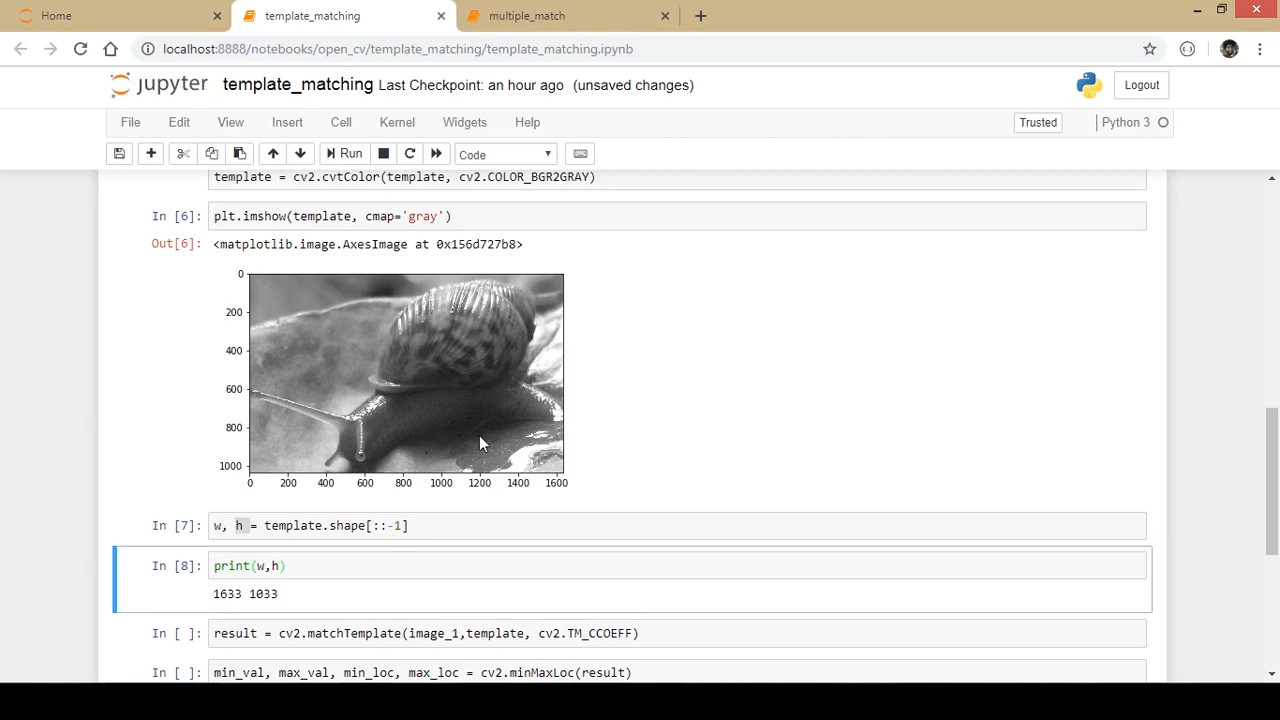 Home
template_matching
multiple_match
localhost:8888/notebooks/open_cv/template_matching/template_matching.ipynb
jupyter template_matching Last Checkpoint: an hour ago (unsaved changes)
Logout
File Edit View Insert Cell Kernel Widgets Help
Trusted
Python 3
Run
Code
template = cv2.cvtColor(template, cv2.COLOR_BGR2GRAY)
In [6]: plt.imshow(template, cmap='gray')
Out[6]: <matplotlib.image.AxesImage at 0x156d727b8>
0
200
400
600
800
1000
0 200 400 600 800 1000 1200 1400 1600
In [7]: w, h = template.shape[::-1]
In [8]: print(w,h)
1633 1033
In [ ]: result = cv2.matchTemplate(image_1,template, cv2.TM_CCOEFF)
In [ ]: min_val, max_val, min_loc, max_loc = cv2.minMaxLoc(result)